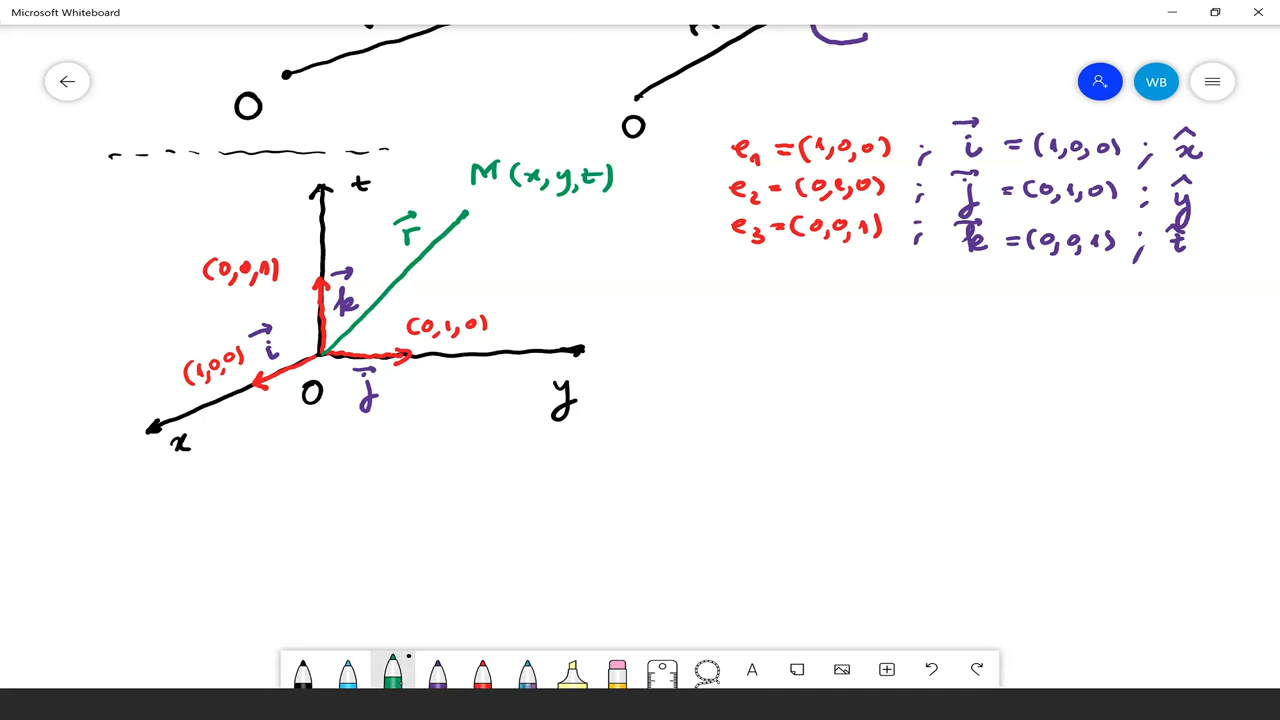 Microsoft Whiteboard
WB
O
O
e₁ = (1,0,0) ; i⃗ = (1,0,0) ; x̂
e₂ = (0,1,0) ; j⃗ = (0,1,0) ; ŷ
e₃ = (0,0,1) ; k⃗ = (0,0,1) ; ẑ
z
M (x,y,z)
r⃗
(0,0,1)
k⃗
(0,1,0)
i⃗
(1,0,0)
O
j⃗
y
x
A